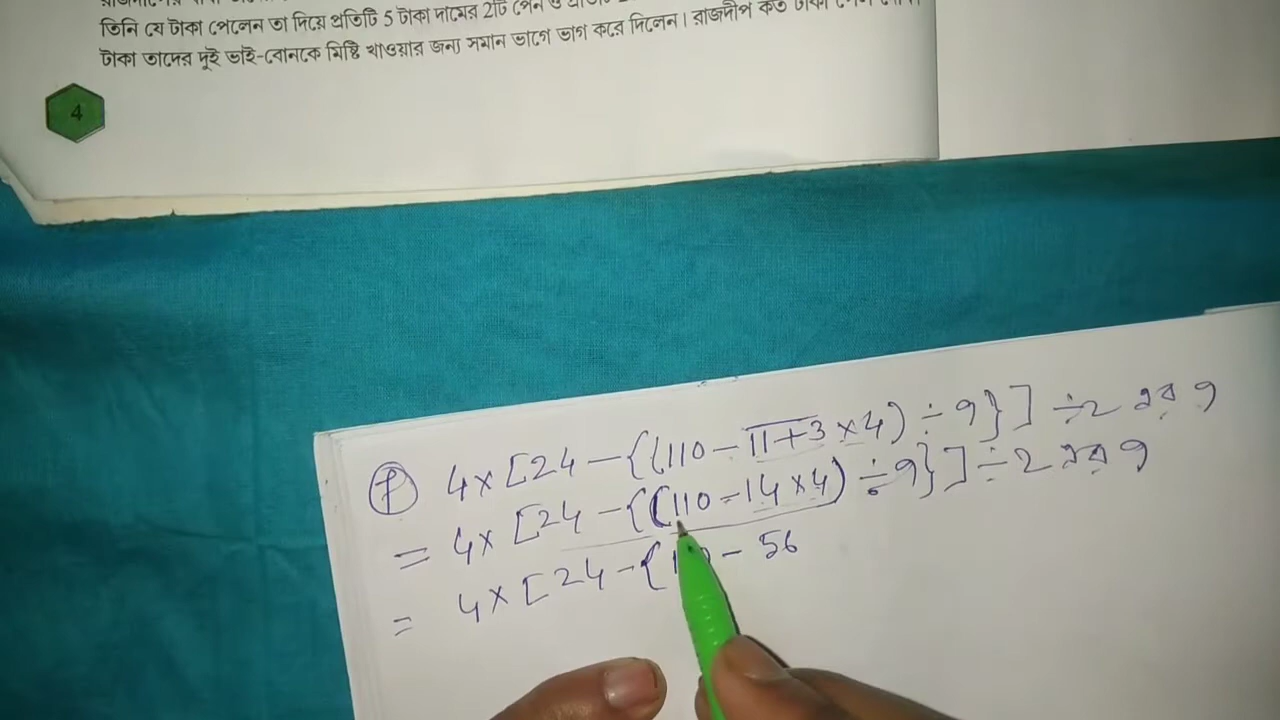 তিনি যে টাকা পেলেন তা দিয়ে প্রতিটি 5 টাকা দামের 2টি পেন ও
টাকা তাদের দুই ভাই-বোনকে মিষ্টি খাওয়ার জন্য সমান ভাগে ভাগ করে দিলেন। রাজদীপ কত টাকা
4
4×[24-{(110-11+3×4)÷9}]÷2 এর 9
= 4×[24-{(110-14×4)÷9}]÷2 এর 9
= 4×[24-{110-56